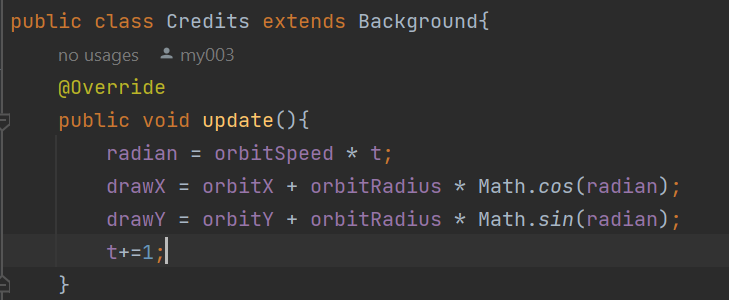 public class Credits extends Background{
no usages my003
@Override
public void update(){
radian = orbitSpeed * t;
drawX = orbitX + orbitRadius * Math.cos(radian);
drawY = orbitY + orbitRadius * Math.sin(radian);
t+=1;
}